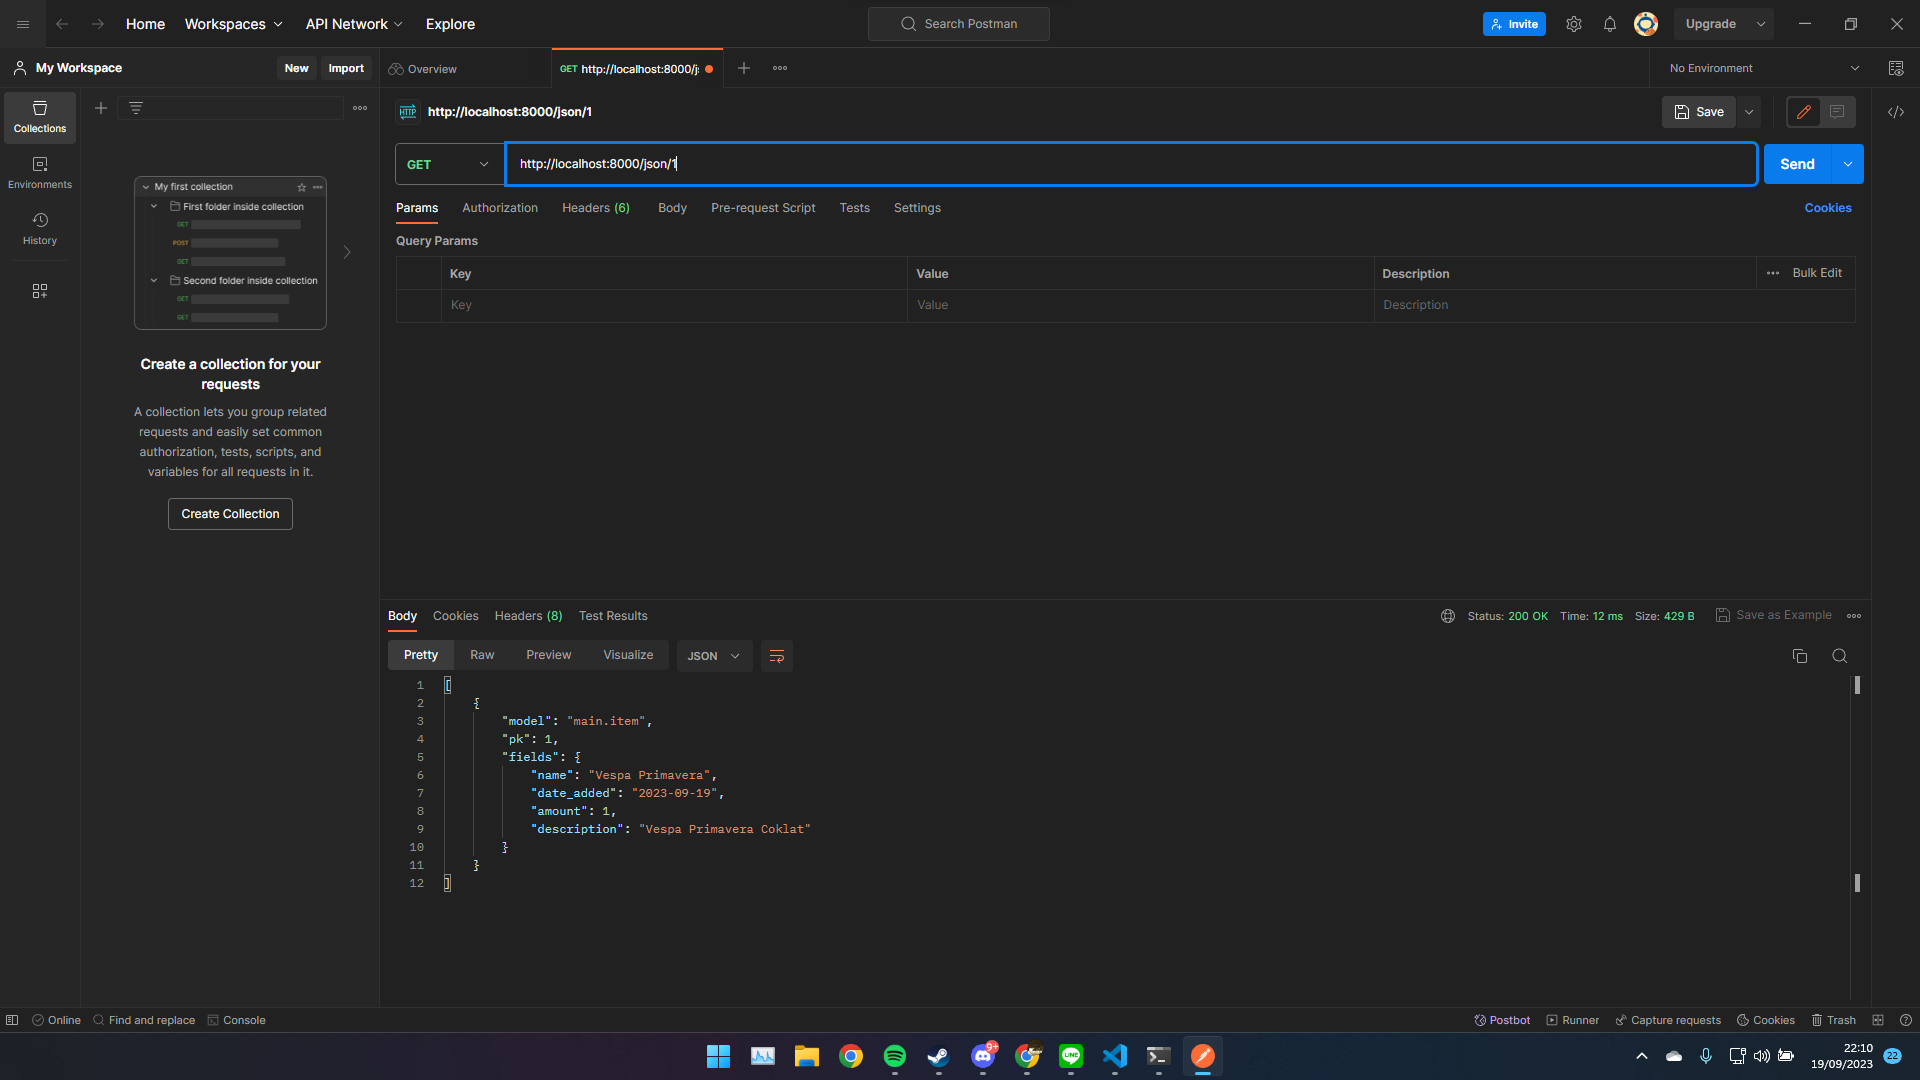 Home
Workspaces
API Network
Explore
Search Postman
Invite
Upgrade
My Workspace
New
Import
Overview
GET http://localhost:8000/j
No Environment
Collections
Environments
History
My first collection
First folder inside collection
GET
POST
GET
Second folder inside collection
GET
GET
Create a collection for your
requests
A collection lets you group related
requests and easily set common
authorization, tests, scripts, and
variables for all requests in it.
Create Collection
HTTP http://localhost:8000/json/1
Save
GET
http://localhost:8000/json/1
Send
Params
Authorization
Headers (6)
Body
Pre-request Script
Tests
Settings
Cookies
Query Params
Key
Value
Description
Bulk Edit
Key
Value
Description
Body
Cookies
Headers (8)
Test Results
Status: 200 OK
Time: 12 ms
Size: 429 B
Save as Example
Pretty
Raw
Preview
Visualize
JSON
1 [
2 {
3 "model": "main.item",
4 "pk": 1,
5 "fields": {
6 "name": "Vespa Primavera",
7 "date_added": "2023-09-19",
8 "amount": 1,
9 "description": "Vespa Primavera Coklat"
10 }
11 }
12 ]
Online
Find and replace
Console
Postbot
Runner
Capture requests
Cookies
Trash
9+
LINE
22:10
19/09/2023
22